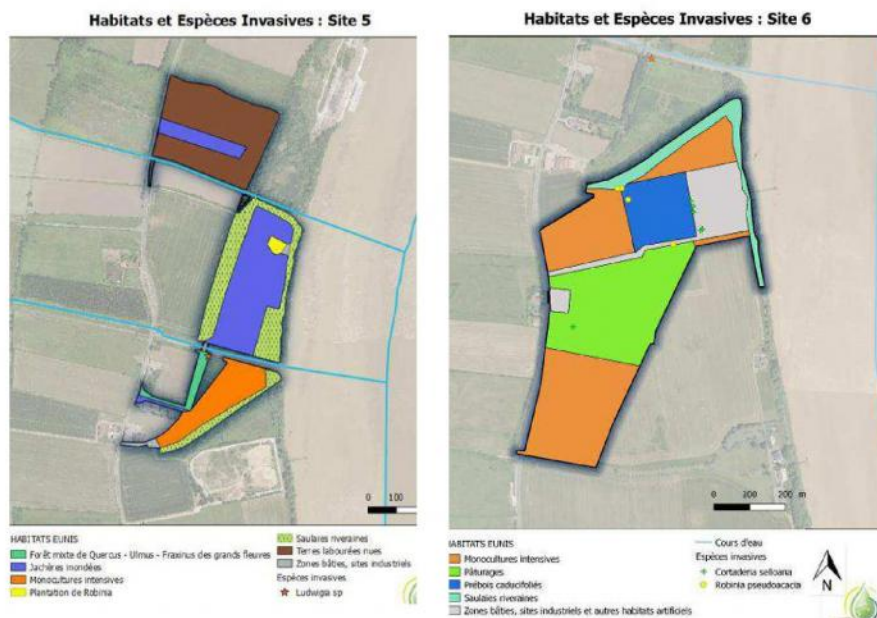 Habitats et Espèces Invasives : Site 5
0 100
HABITATS EUNIS
Forêt mixte de Quercus - Ulmus - Fraxinus des grands fleuves
Jachères inondées
Monocultures intensives
Plantation de Robinia
Saulaires riveraines
Terres labourées nues
Zones bâties, sites industriels
Espèces invasives
Ludwigia sp
Habitats et Espèces Invasives : Site 6
0 100 200 m
HABITATS EUNIS
Monocultures intensives
Pâturages
Prébois caducifoliés
Saulaies riveraines
Zones bâties, sites industriels et autres habitats artificiels
Cours d'eau
Espèces invasives
Cortaderia selloana
Robinia pseudoacacia
N